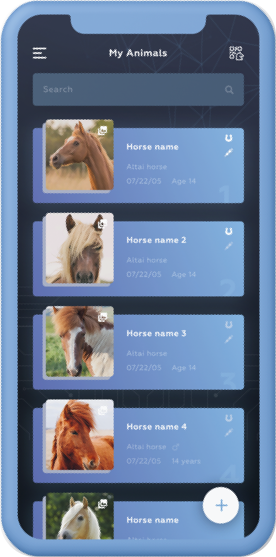 My Animals
Search
Horse name
Altai horse
07/22/05 Age 14
1
Horse name 2
Altai horse
07/22/05 Age 14
2
Horse name 3
Altai horse
07/22/05 Age 14
3
Horse name 4
Altai horse
07/22/05 14 years
4
Horse name
Altai horse